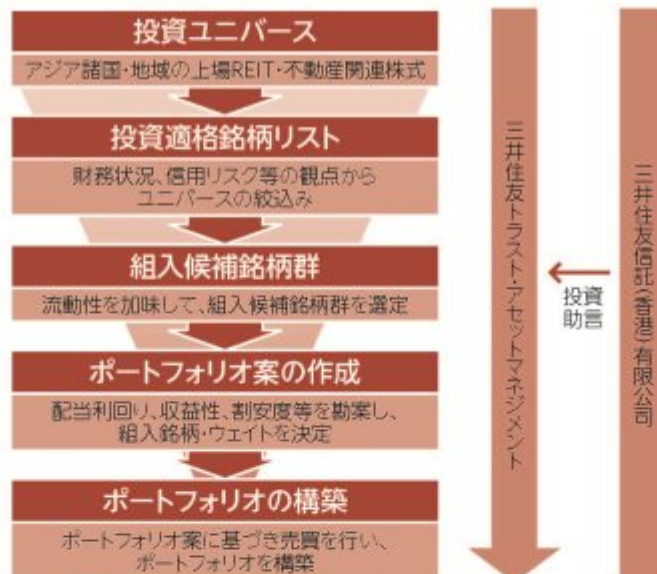 投資ユニバース
アジア諸国・地域の上場REIT・不動産関連株式
投資適格銘柄リスト
財務状況、信用リスク等の観点から
ユニバースの絞込み
組入候補銘柄群
流動性を加味して、組入候補銘柄群を選定
ポートフォリオ案の作成
配当利回り、収益性、割安度等を勘案し、
組入銘柄・ウェイトを決定
ポートフォリオの構築
ポートフォリオ案に基づき売買を行い、
ポートフォリオを構築
三井住友トラスト・アセットマネジメント
投資
助言
三井住友信託(香港)有限公司